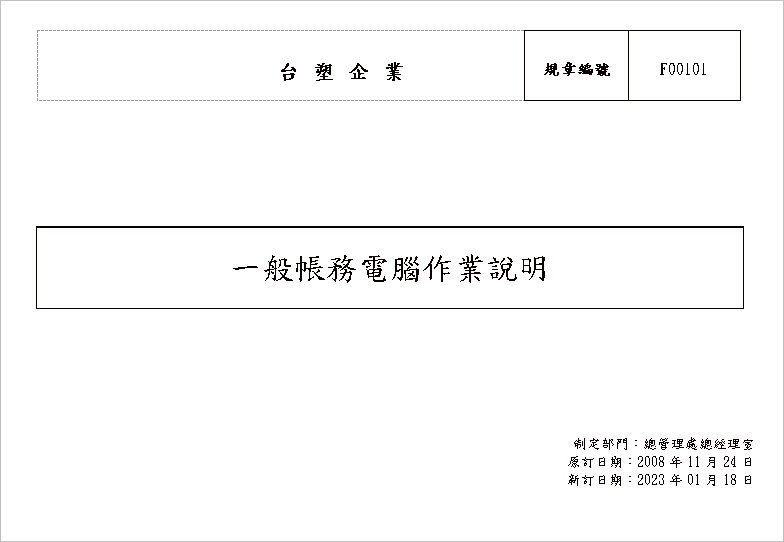 台塑企業 規章編號 F00101
一般帳務電腦作業說明
制定部門：總管理處總經理室
原訂日期：2008 年 11 月 24 日
新訂日期：2023 年 01 月 18 日